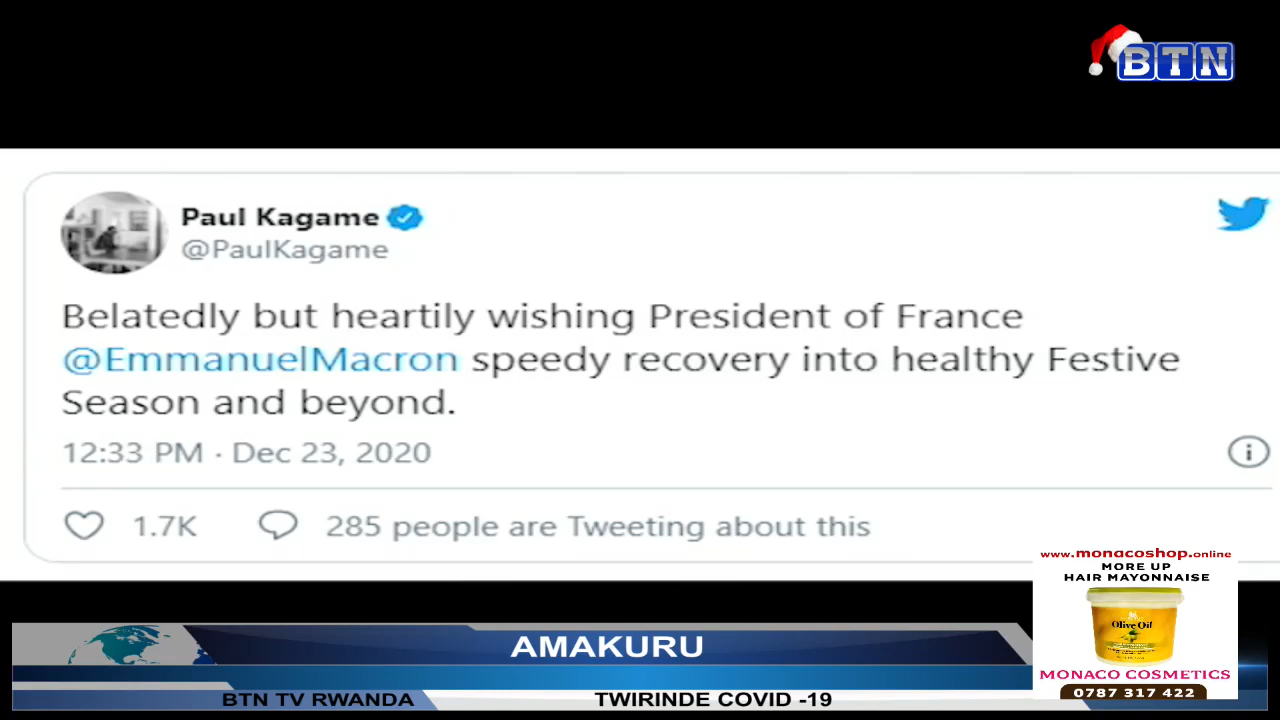 BTN
Paul Kagame
@PaulKagame
Belatedly but heartily wishing President of France
@EmmanuelMacron speedy recovery into healthy Festive
Season and beyond.
12:33 PM · Dec 23, 2020
1.7K 285 people are Tweeting about this
www.monacoshop.online
MORE UP
HAIR MAYONNAISE
Olive Oil
MONACO COSMETICS
0787 317 422
AMAKURU
BTN TV RWANDA TWIRINDE COVID -19